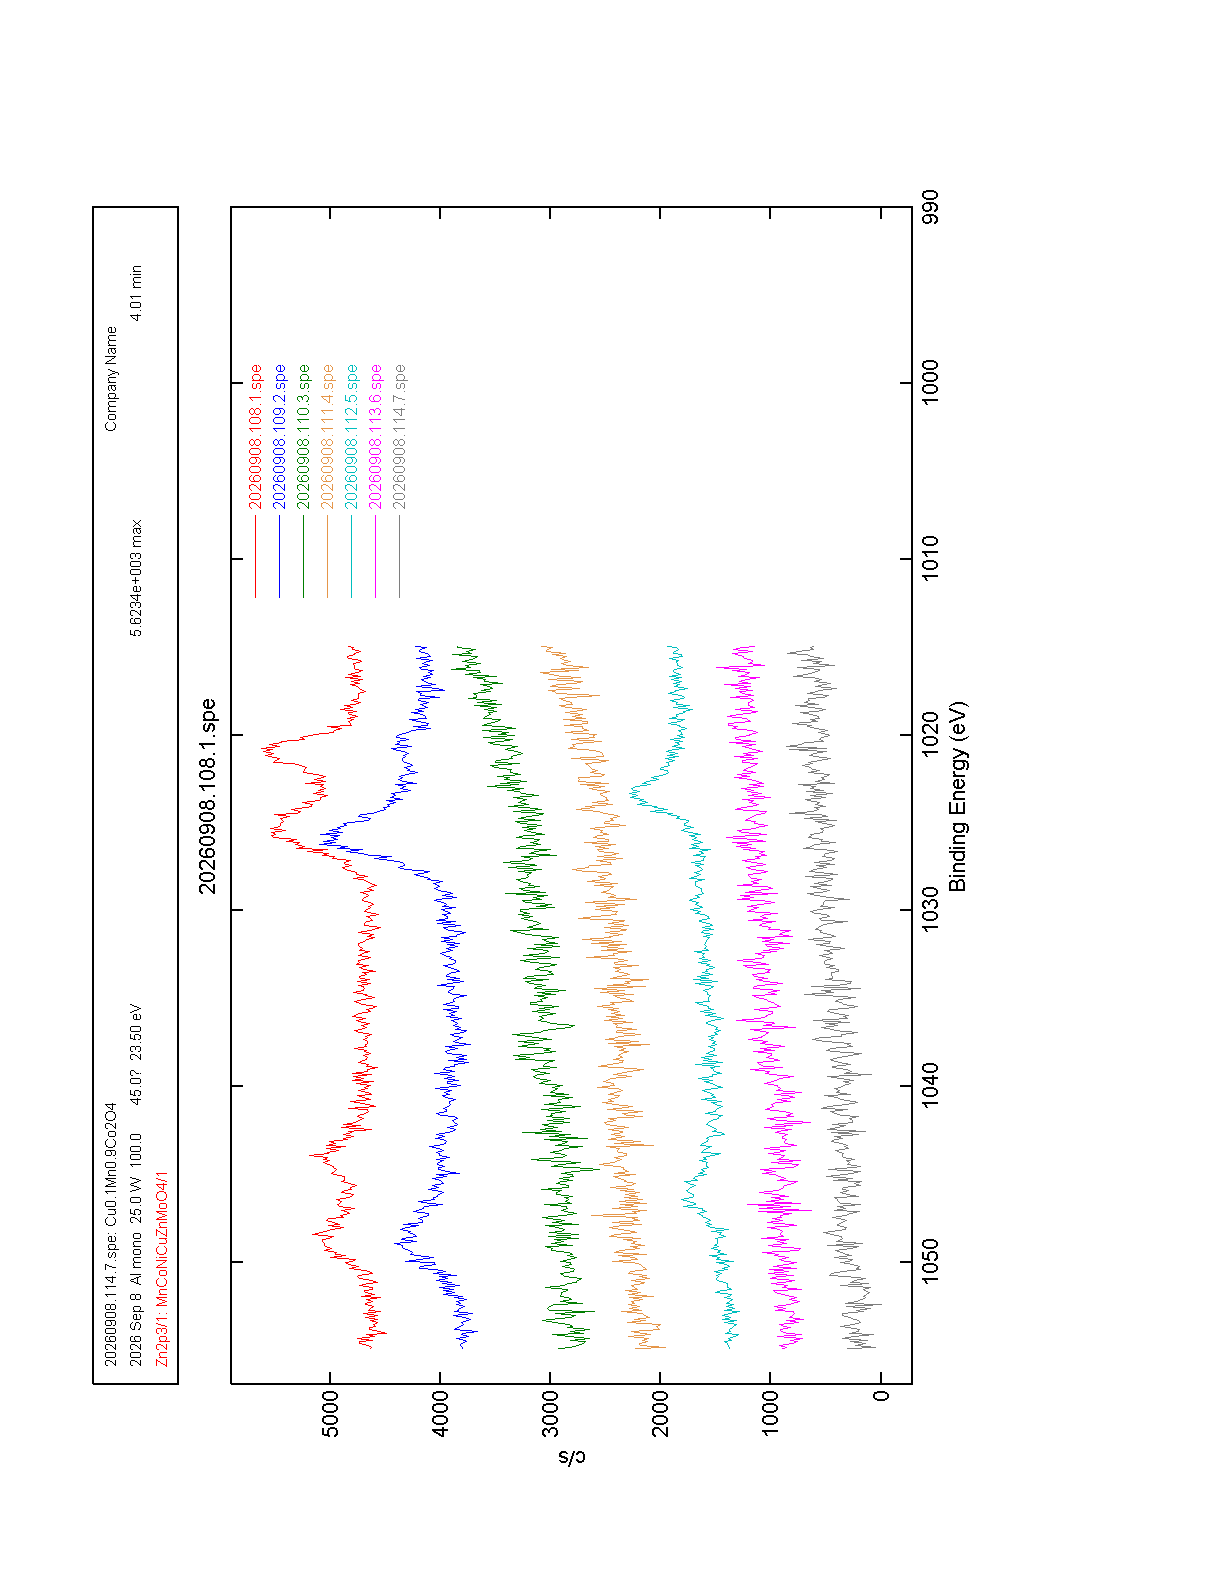 20260908.114.7.spe: Cu0.1Mn0.9Co2O4 Company Name
2026 Sep 8 Al mono 25.0 W 100.0 45.0? 23.50 eV 5.6234e+003 max 4.01 min
Zn2p3/1: MnCoNiCuZnMoO4/1
20260908.108.1.spe
20260908.108.1.spe
20260908.109.2.spe
20260908.110.3.spe
20260908.111.4.spe
20260908.112.5.spe
20260908.113.6.spe
20260908.114.7.spe
5000
4000
3000
2000
1000
0
c/s
1050 1040 1030 1020 1010 1000 990
Binding Energy (eV)